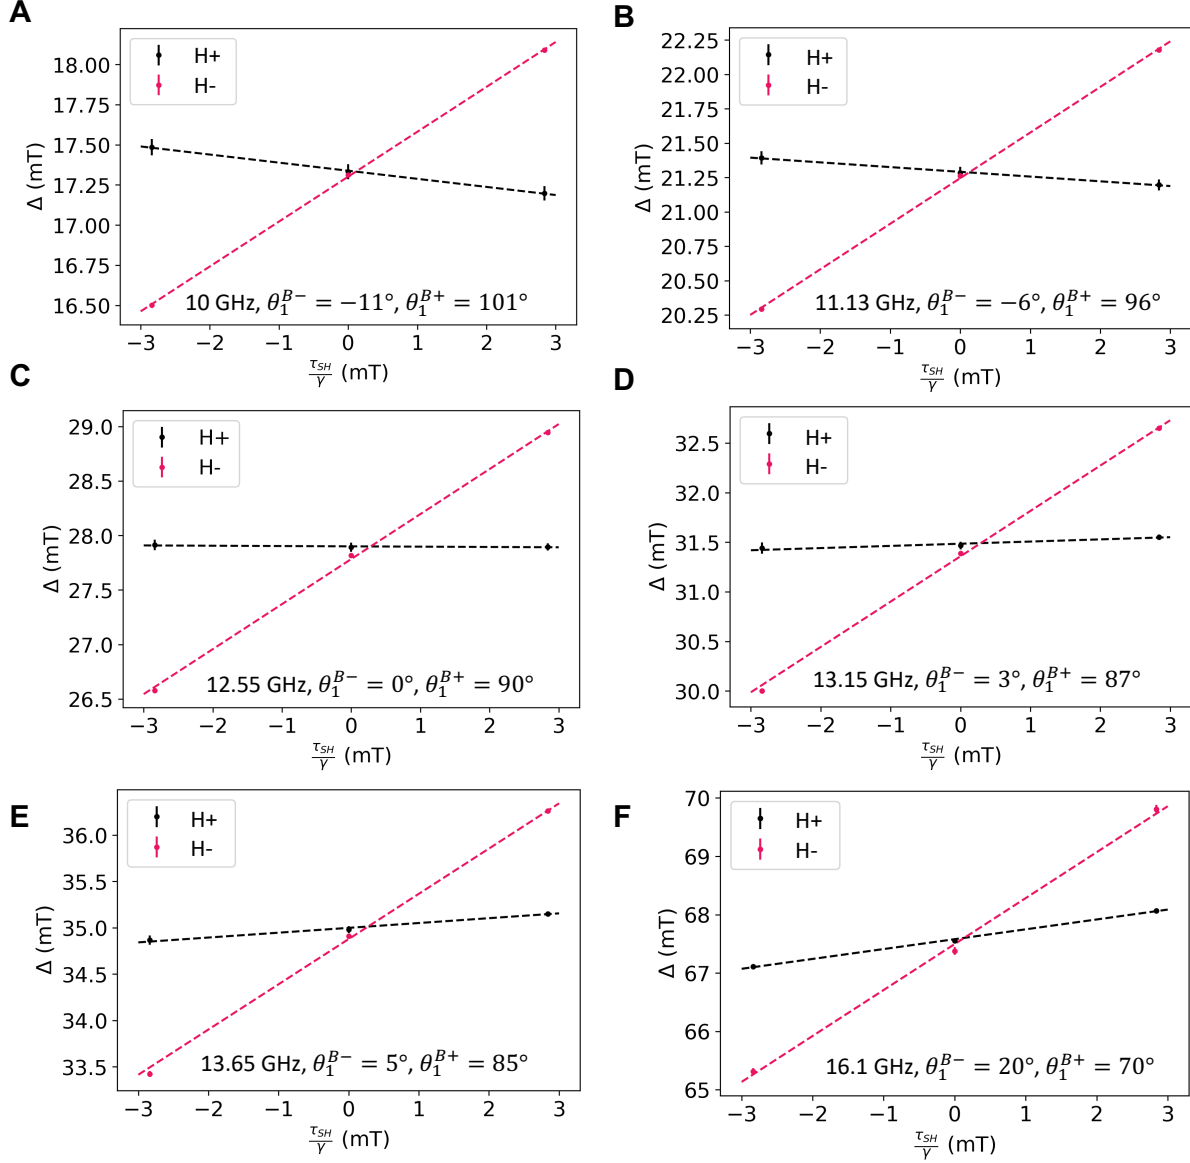 A
Δ (mT)
18.00
17.75
17.50
17.25
17.00
16.75
16.50
H+
H-
10 GHz, θ₁ᴮ⁻ = −11°, θ₁ᴮ⁺ = 101°
−3 −2 −1 0 1 2 3
τ_SH/γ (mT)
B
Δ (mT)
22.25
22.00
21.75
21.50
21.25
21.00
20.75
20.50
20.25
H+
H-
11.13 GHz, θ₁ᴮ⁻ = −6°, θ₁ᴮ⁺ = 96°
−3 −2 −1 0 1 2 3
τ_SH/γ (mT)
C
Δ (mT)
29.0
28.5
28.0
27.5
27.0
26.5
H+
H-
12.55 GHz, θ₁ᴮ⁻ = 0°, θ₁ᴮ⁺ = 90°
−3 −2 −1 0 1 2 3
τ_SH/γ (mT)
D
Δ (mT)
32.5
32.0
31.5
31.0
30.5
30.0
H+
H-
13.15 GHz, θ₁ᴮ⁻ = 3°, θ₁ᴮ⁺ = 87°
−3 −2 −1 0 1 2 3
τ_SH/γ (mT)
E
Δ (mT)
36.0
35.5
35.0
34.5
34.0
33.5
H+
H-
13.65 GHz, θ₁ᴮ⁻ = 5°, θ₁ᴮ⁺ = 85°
−3 −2 −1 0 1 2 3
τ_SH/γ (mT)
F
Δ (mT)
70
69
68
67
66
65
H+
H-
16.1 GHz, θ₁ᴮ⁻ = 20°, θ₁ᴮ⁺ = 70°
−3 −2 −1 0 1 2 3
τ_SH/γ (mT)